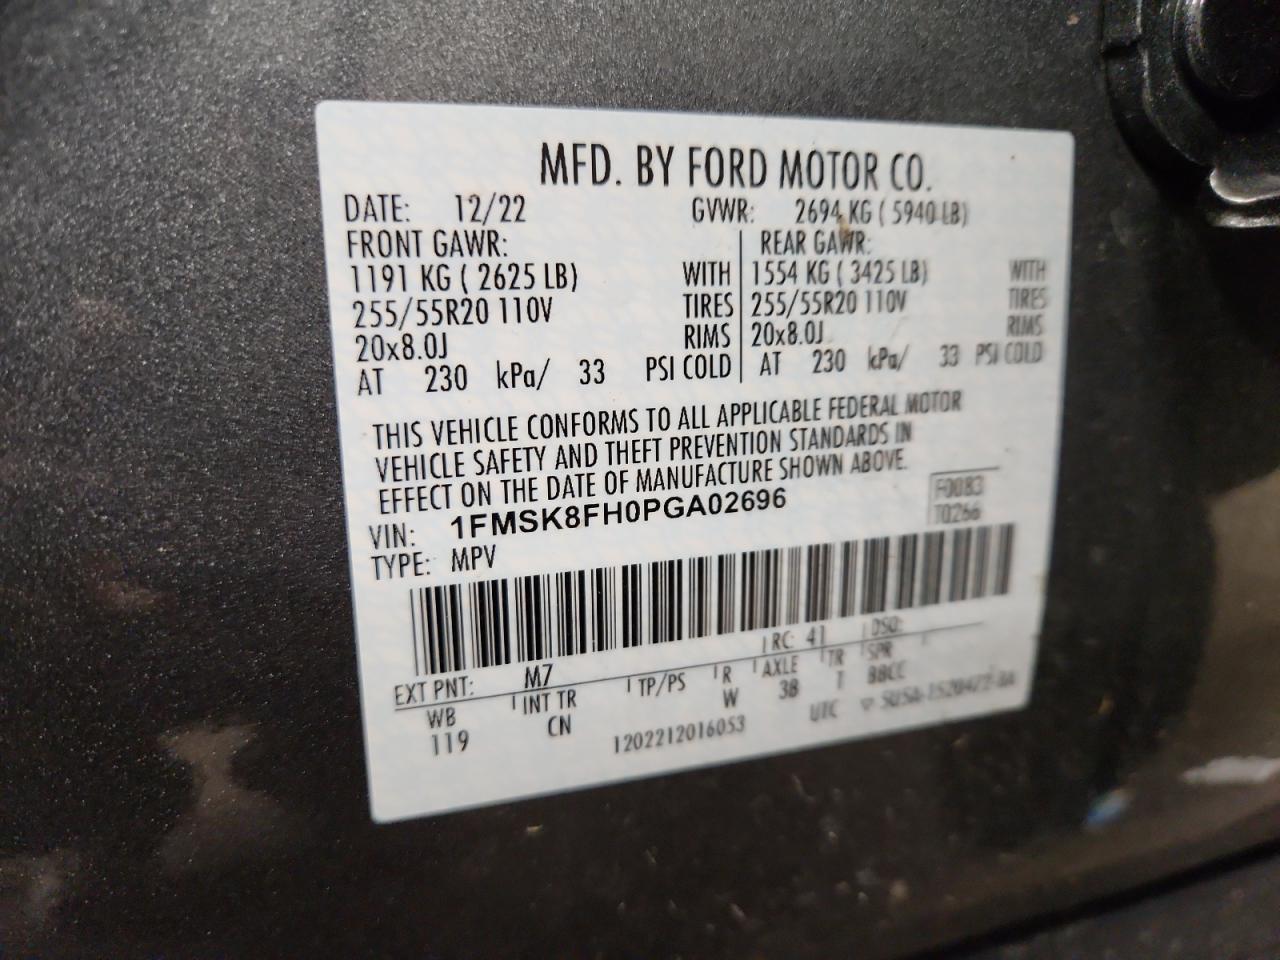 MFD. BY FORD MOTOR CO.
DATE: 12/22 GVWR: 2694 KG ( 5940 LB)
FRONT GAWR: REAR GAWR:
1191 KG ( 2625 LB) WITH 1554 KG ( 3425 LB) WITH
255/55R20 110V TIRES 255/55R20 110V TIRES
20x8.0J RIMS 20x8.0J RIMS
AT 230 kPa/ 33 PSI COLD AT 230 kPa/ 33 PSI COLD
THIS VEHICLE CONFORMS TO ALL APPLICABLE FEDERAL MOTOR
VEHICLE SAFETY AND THEFT PREVENTION STANDARDS IN
EFFECT ON THE DATE OF MANUFACTURE SHOWN ABOVE.
VIN: 1FMSK8FH0PGA02696 F0083
TYPE: MPV T0266
EXT PNT: M7 RC: 41 DSO:
WB INT TR TP/PS R AXLE TR SPR
119 CN W 38 T BBCC
1202212016053 UTC